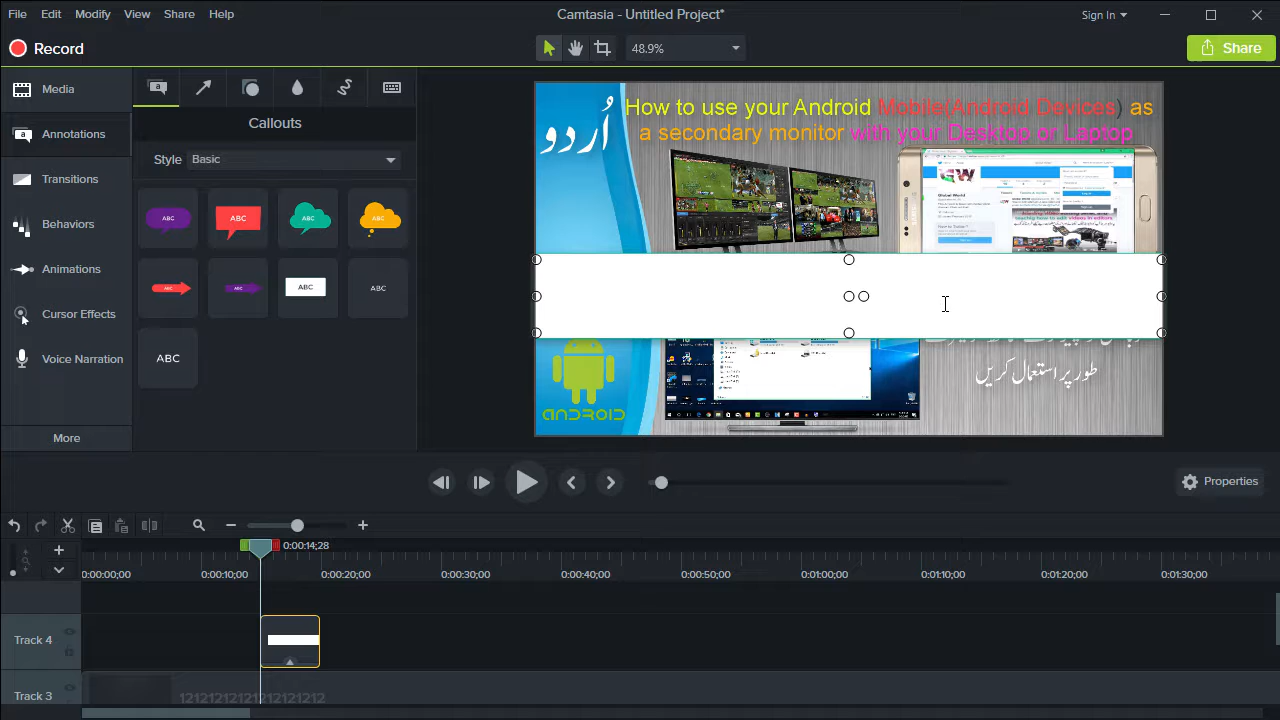 File Edit Modify View Share Help
Camtasia - Untitled Project*
Sign In
Record
48.9%
Share
Media
Annotations
Transitions
Behaviors
Animations
Cursor Effects
Voice Narration
More
Callouts
Style Basic
ABC ABC ABC ABC
ABC ABC ABC ABC
ABC
اُردو
How to use your Android Mobile(Android Devices) as
a secondary monitor with your Desktop or Laptop
طور پر استعمال کریں
ANDROID
Properties
0:00:14;28
0:00:00;00 0:00:10;00 0:00:20;00 0:00:30;00 0:00:40;00 0:00:50;00 0:01:00;00 0:01:10;00 0:01:20;00 0:01:30;00
Track 4
Track 3